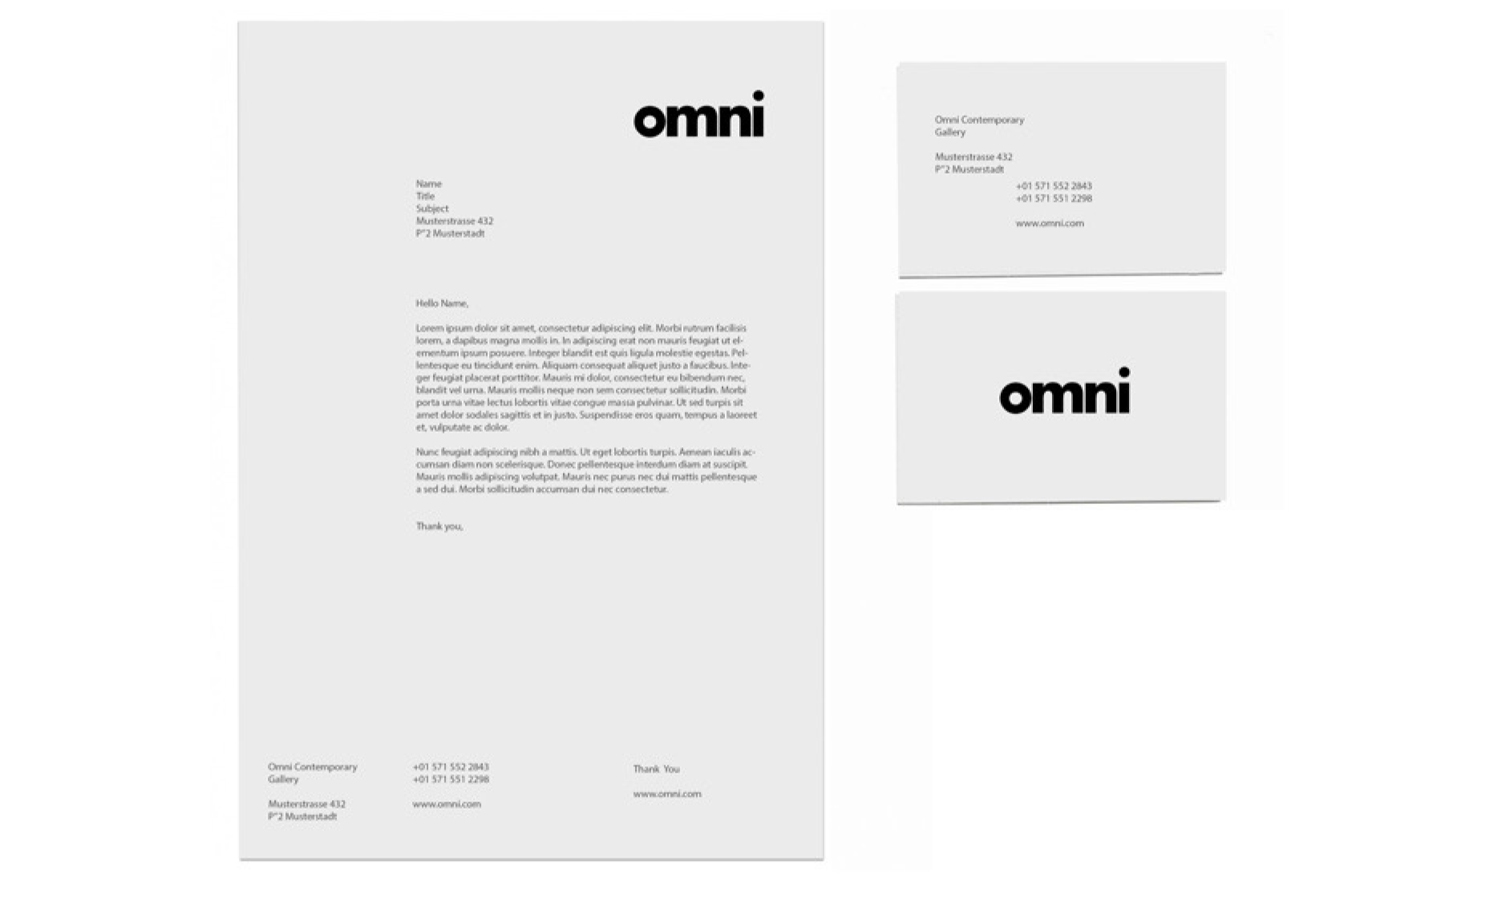 omni
Name
Title
Subject
Musterstrasse 432
P"2 Musterstadt
Hello Name,
Lorem ipsum dolor sit amet, consectetur adipiscing elit. Morbi rutrum facilisis
lorem, a dapibus magna mollis in. In adipiscing erat non mauris feugiat ut el-
ementum ipsum posuere. Integer blandit est quis ligula molestie egestas. Pel-
lentesque eu tincidunt enim. Aliquam consequat aliquet justo a faucibus. Inte-
ger feugiat placerat porttitor. Mauris mi dolor, consectetur eu bibendum nec,
blandit vel urna. Mauris mollis neque non sem consectetur sollicitudin. Morbi
porta urna vitae lectus lobortis vitae congue massa pulvinar. Ut sed turpis sit
amet dolor sodales sagittis et in justo. Suspendisse eros quam, tempus a laoreet
et, vulputate ac dolor.
Nunc feugiat adipiscing nibh a mattis. Ut eget lobortis turpis. Aenean iaculis ac-
cumsan diam non scelerisque. Donec pellentesque interdum diam at suscipit.
Mauris mollis adipiscing volutpat. Mauris nec purus nec dui mattis pellentesque
a sed dui. Morbi sollicitudin accumsan dui nec consectetur.
Thank you,
Omni Contemporary
Gallery
Musterstrasse 432
P"2 Musterstadt
+01 571 552 2843
+01 571 551 2298
www.omni.com
Thank You
www.omni.com
Omni Contemporary
Gallery
Musterstrasse 432
P"2 Musterstadt
+01 571 552 2843
+01 571 551 2298
www.omni.com
omni